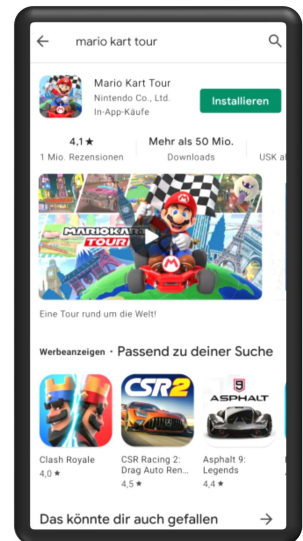 mario kart tour
Mario Kart Tour
Nintendo Co., Ltd.
In-App-Käufe
Installieren
4,1 ★
1 Mio. Rezensionen
Mehr als 50 Mio.
Downloads
USK a
MARIO KART
TOUR
Eine Tour rund um die Welt!
Werbeanzeigen · Passend zu deiner Suche
CSR2
9
ASPHALT
Clash Royale
4,0 ★
CSR Racing 2:
Drag Auto Ren…
4,5 ★
Asphalt 9:
Legends
4,4 ★
Das könnte dir auch gefallen